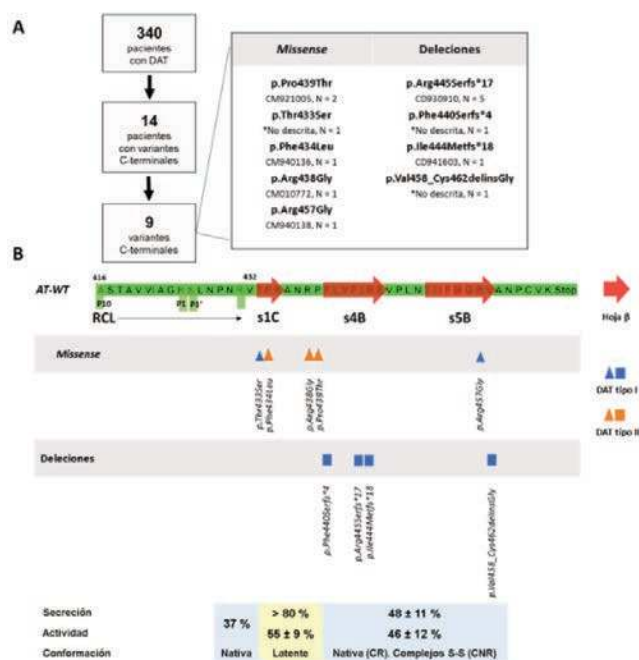 A
340
pacientes
con DAT
14
pacientes
con variantes
C-terminales
9
variantes
C-terminales
Missense
Deleciones
p.Pro439Thr
CM921005, N = 2
p.Thr433Ser
*No descrita, N = 1
p.Phe434Leu
CM940136, N = 1
p.Arg438Gly
CM010772, N = 1
p.Arg457Gly
CM940138, N = 1
p.Arg445Serfs*17
CD930910, N = 5
p.Phe440Serfs*4
*No descrita, N = 1
p.Ile444Metfs*18
CD941603, N = 1
p.Val458_Cys462delinsGly
*No descrita, N = 1
B
416
432
AT-WT
P10
P1
P1'
RCL
s1C
s4B
s5B
Hoja β
Missense
p.Thr433Ser
p.Phe434Leu
p.Arg438Gly
p.Pro439Thr
p.Arg457Gly
DAT tipo I
DAT tipo II
Deleciones
p.Phe440Serfs*4
p.Arg445Serfs*17
p.Ile444Metfs*18
p.Val458_Cys462delinsGly
Secreción
37 %
> 80 %
48 ± 11 %
Actividad
55 ± 9 %
46 ± 12 %
Conformación
Nativa
Latente
Nativa (CR). Complejos S-S (CNR)